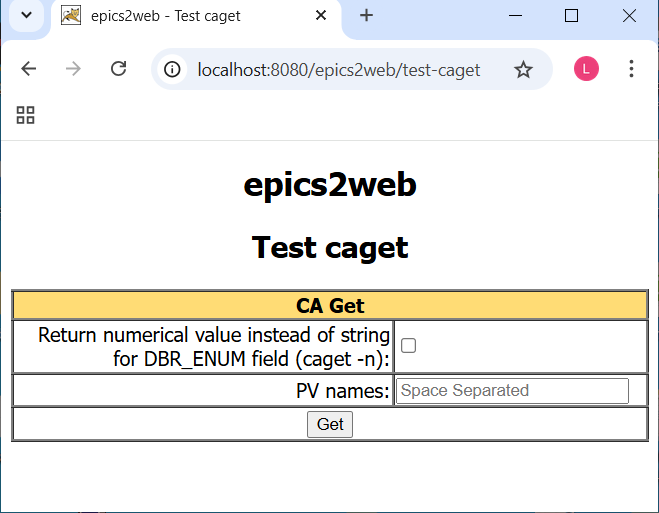 epics2web - Test caget
localhost:8080/epics2web/test-caget
L
epics2web
Test caget
CA Get
Return numerical value instead of string
for DBR_ENUM field (caget -n):
PV names:
Space Separated
Get